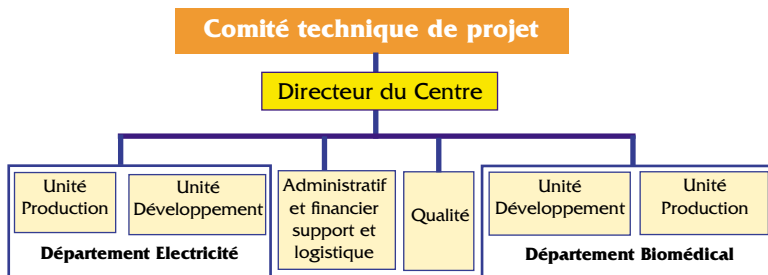 Comité technique de projet
Directeur du Centre
Unité
Production
Unité
Développement
Département Electricité
Administratif
et financier
support et
logistique
Qualité
Unité
Développement
Unité
Production
Département Biomédical